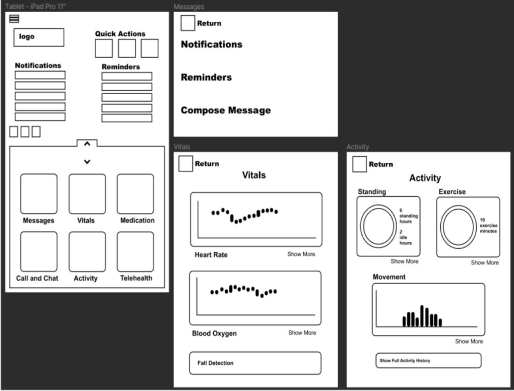 Tablet - iPad Pro 11"
logo
Quick Actions
Notifications
Reminders
Messages
Vitals
Medication
Call and Chat
Activity
Telehealth
Messages
Return
Notifications
Reminders
Compose Message
Vitals
Return
Vitals
Heart Rate
Show More
Blood Oxygen
Show More
Fall Detection
Activity
Return
Activity
Standing
Exercise
6
standing
hours
2
idle
hours
10
exercise
minutes
Show More
Show More
Movement
Show More
Show Full Activity History